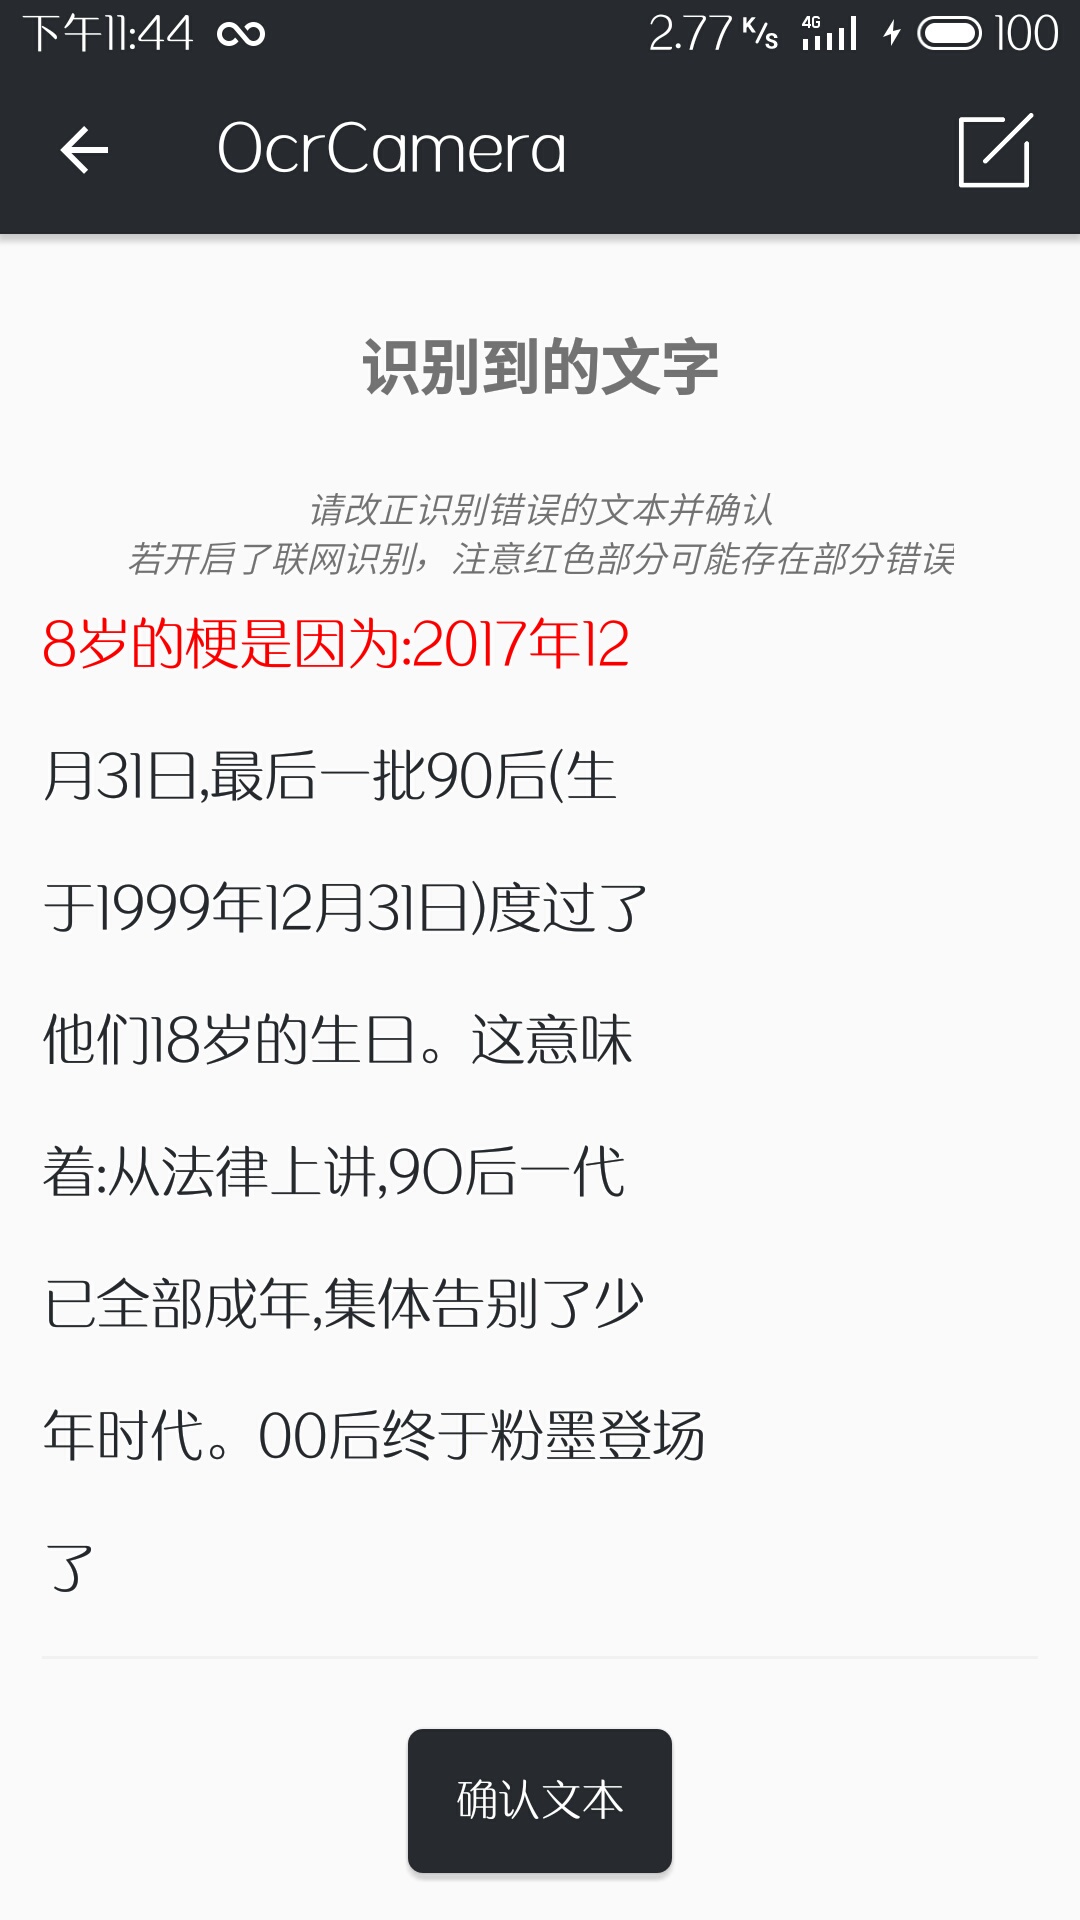 下午11:44
2.77 K/s 4G 100
OcrCamera
识别到的文字
请改正识别错误的文本并确认
若开启了联网识别，注意红色部分可能存在部分错误
8岁的梗是因为:2017年12
月31日,最后一批90后(生
于1999年12月31日)度过了
他们18岁的生日。这意味
着:从法律上讲,9O后一代
已全部成年,集体告别了少
年时代。00后终于粉墨登场
了
确认文本